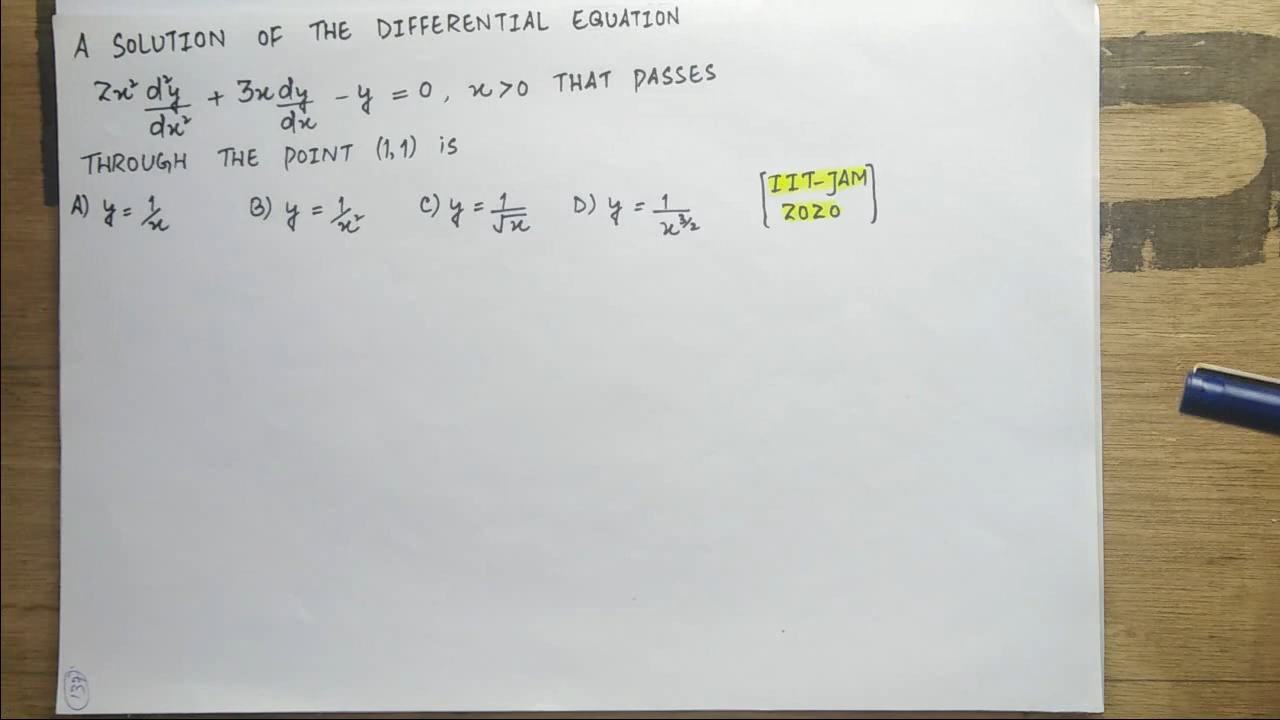 A SOLUTION OF THE DIFFERENTIAL EQUATION
2x² d²y/dx² + 3x dy/dx - y = 0, x > 0 THAT PASSES
THROUGH THE POINT (1,1) is
A) y = 1/x B) y = 1/x² C) y = 1/√x D) y = 1/x^3/2 [IIT-JAM
2020]
137